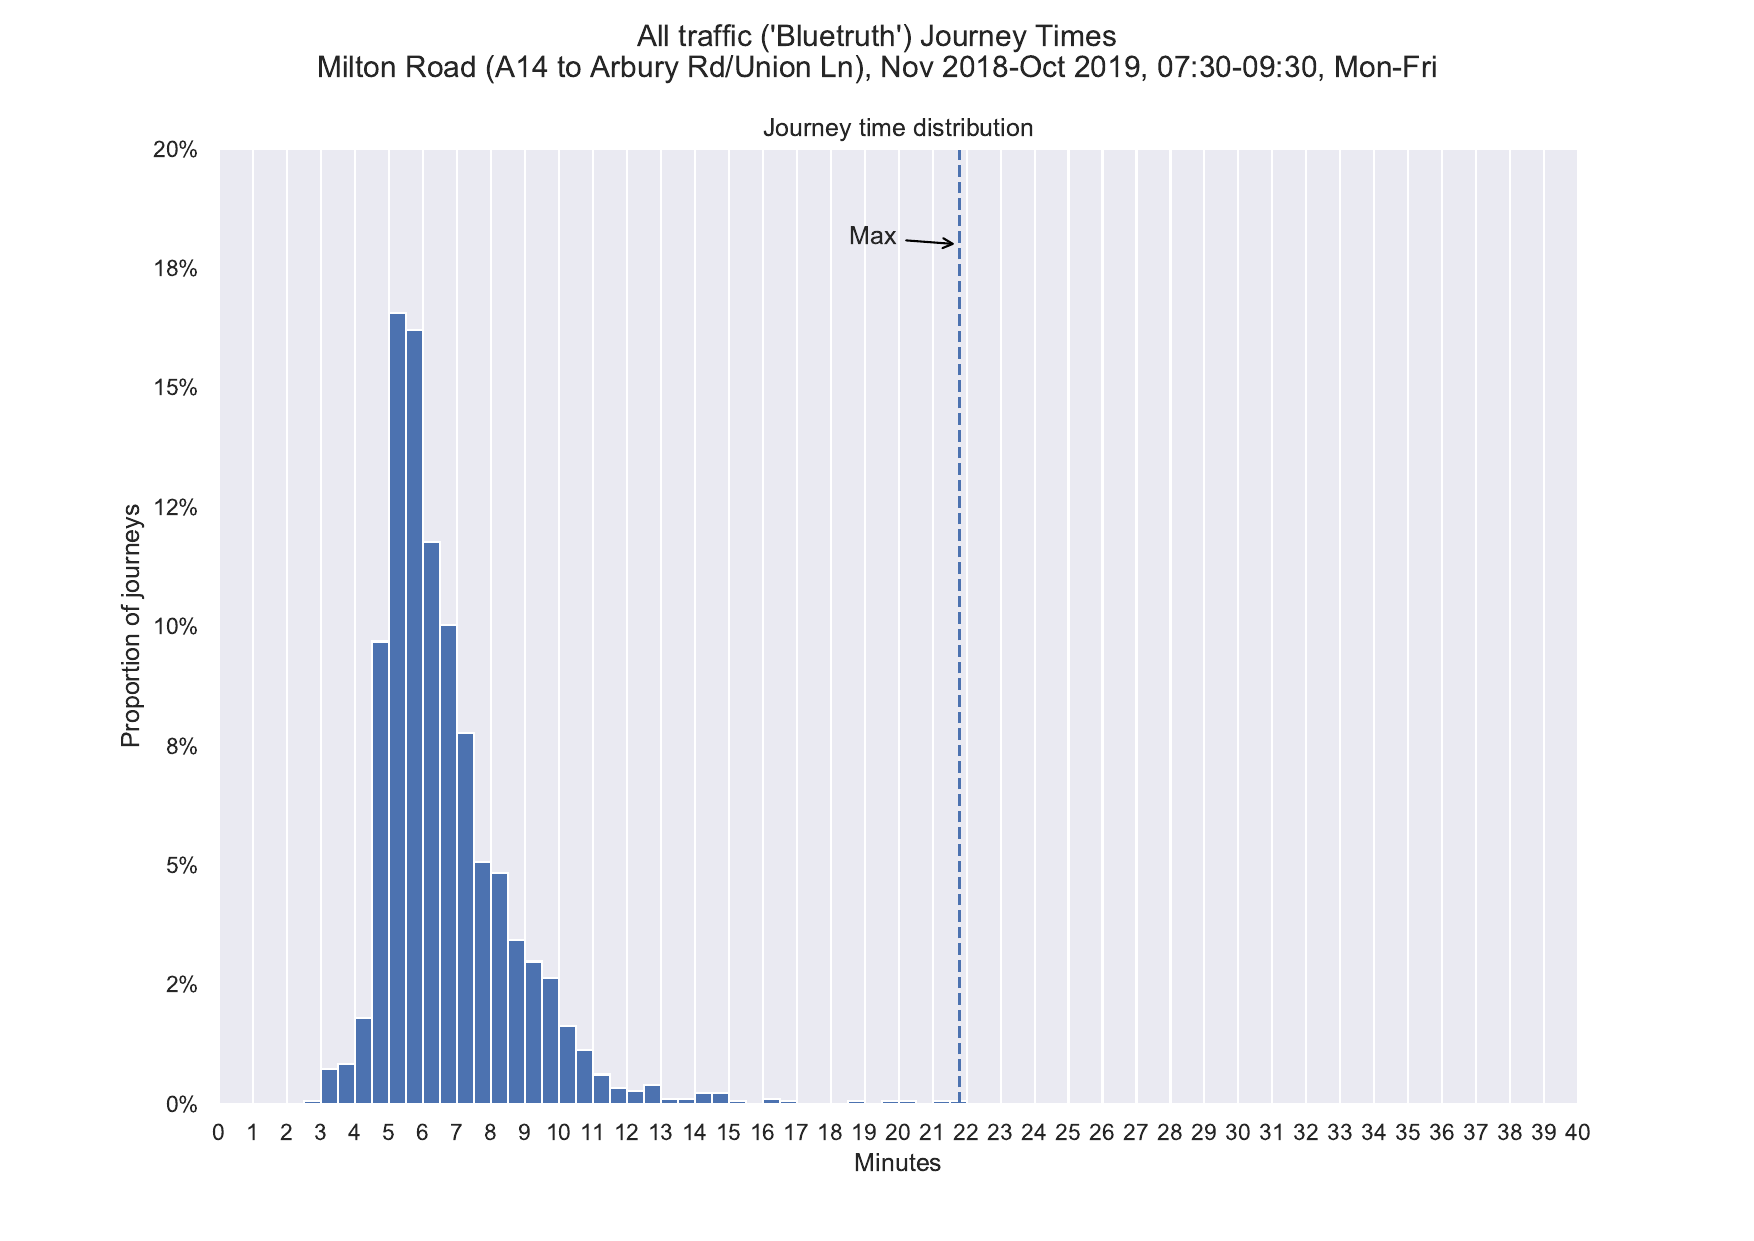 All traffic ('Bluetruth') Journey Times
Milton Road (A14 to Arbury Rd/Union Ln), Nov 2018-Oct 2019, 07:30-09:30, Mon-Fri
Journey time distribution
20%
Max
18%
15%
12%
10%
8%
5%
2%
0%
Proportion of journeys
0 1 2 3 4 5 6 7 8 9 10 11 12 13 14 15 16 17 18 19 20 21 22 23 24 25 26 27 28 29 30 31 32 33 34 35 36 37 38 39 40
Minutes